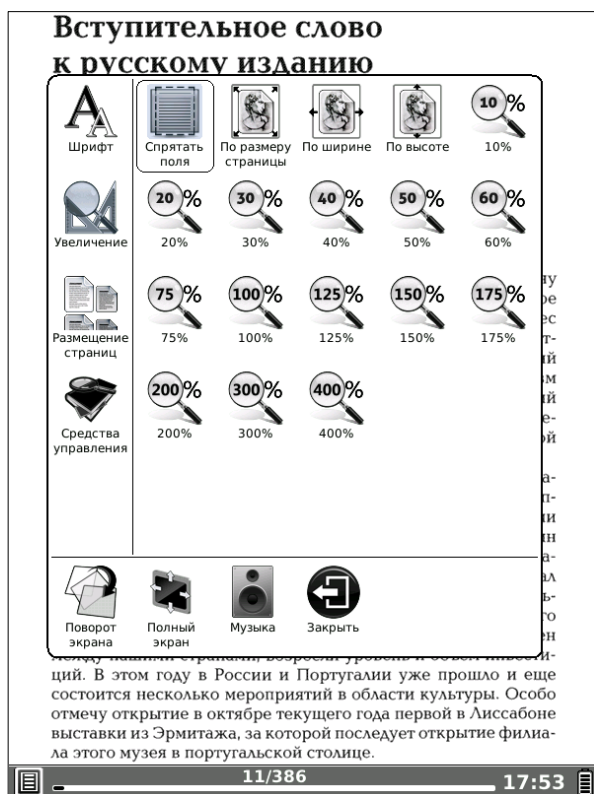 Вступительное слово
к русскому изданию
Шрифт
Спрятать
поля
По размеру
страницы
По ширине
По высоте
10%
10%
Увеличение
20%
20%
30%
30%
40%
40%
50%
50%
60%
60%
Размещение
страниц
75%
75%
100%
100%
125%
125%
150%
150%
175%
175%
Средства
управления
200%
200%
300%
300%
400%
400%
Поворот
экрана
Полный
экран
Музыка
Закрыть
ций. В этом году в России и Португалии уже прошло и еще
состоится несколько мероприятий в области культуры. Особо
отмечу открытие в октябре текущего года первой в Лиссабоне
выставки из Эрмитажа, за которой последует открытие филиа-
ла этого музея в португальской столице.
11/386
17:53